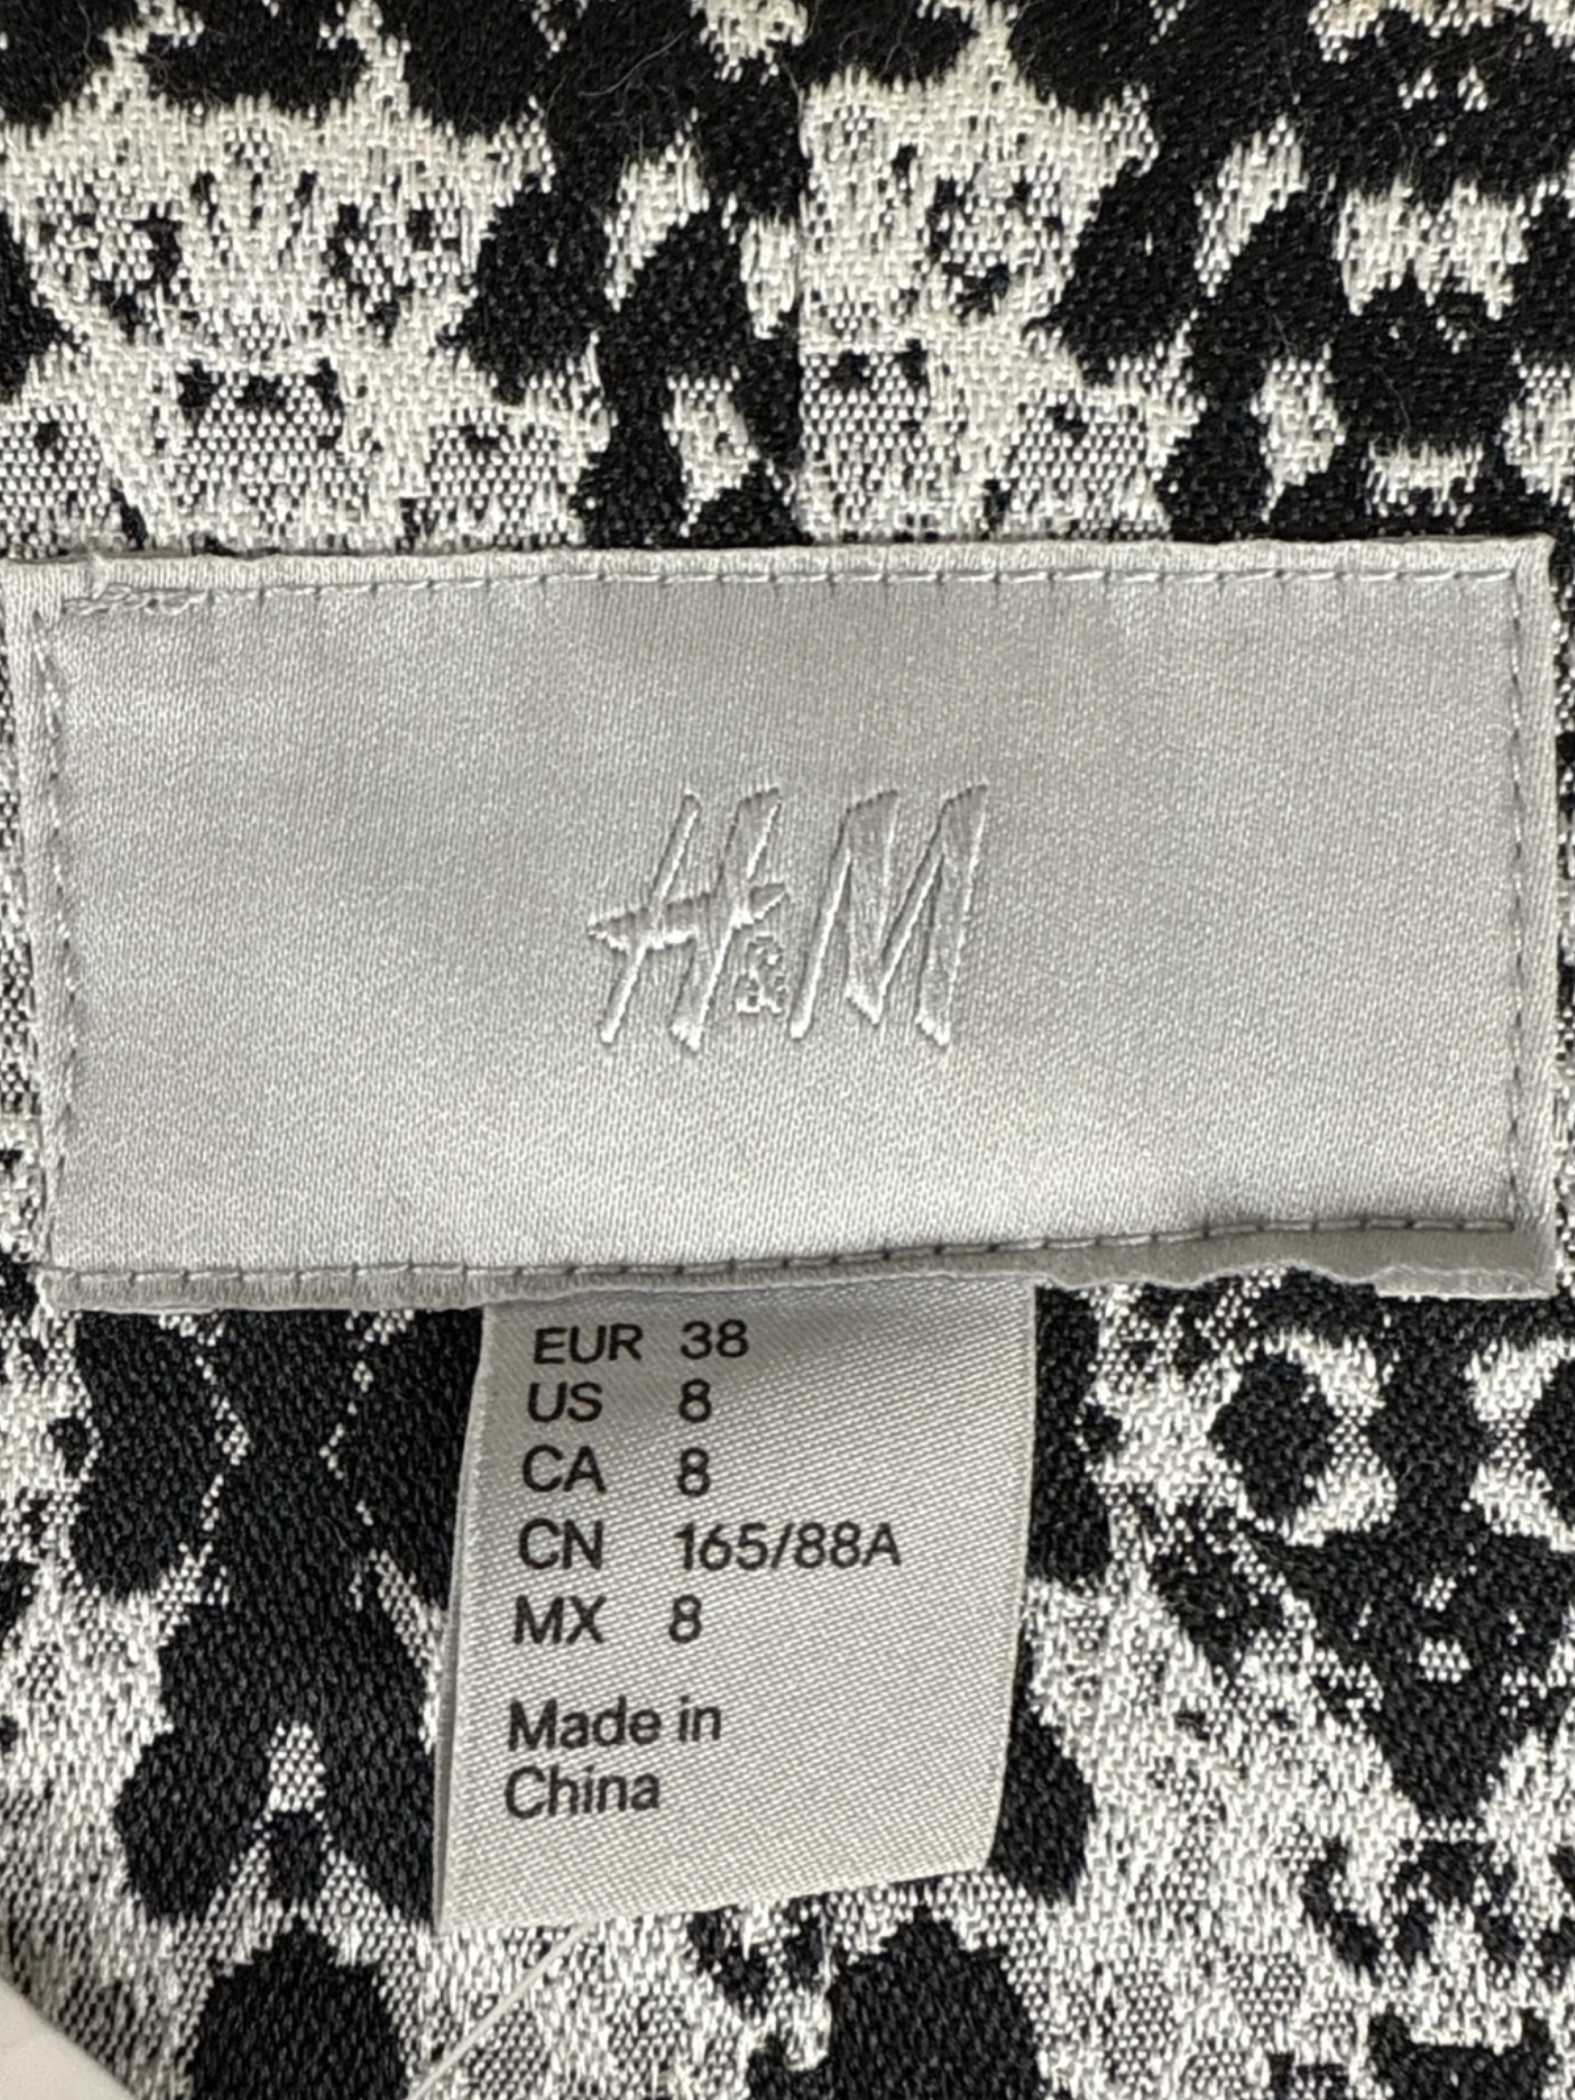 H&M
EUR 38
US 8
CA 8
CN 165/88A
MX 8
Made in
China